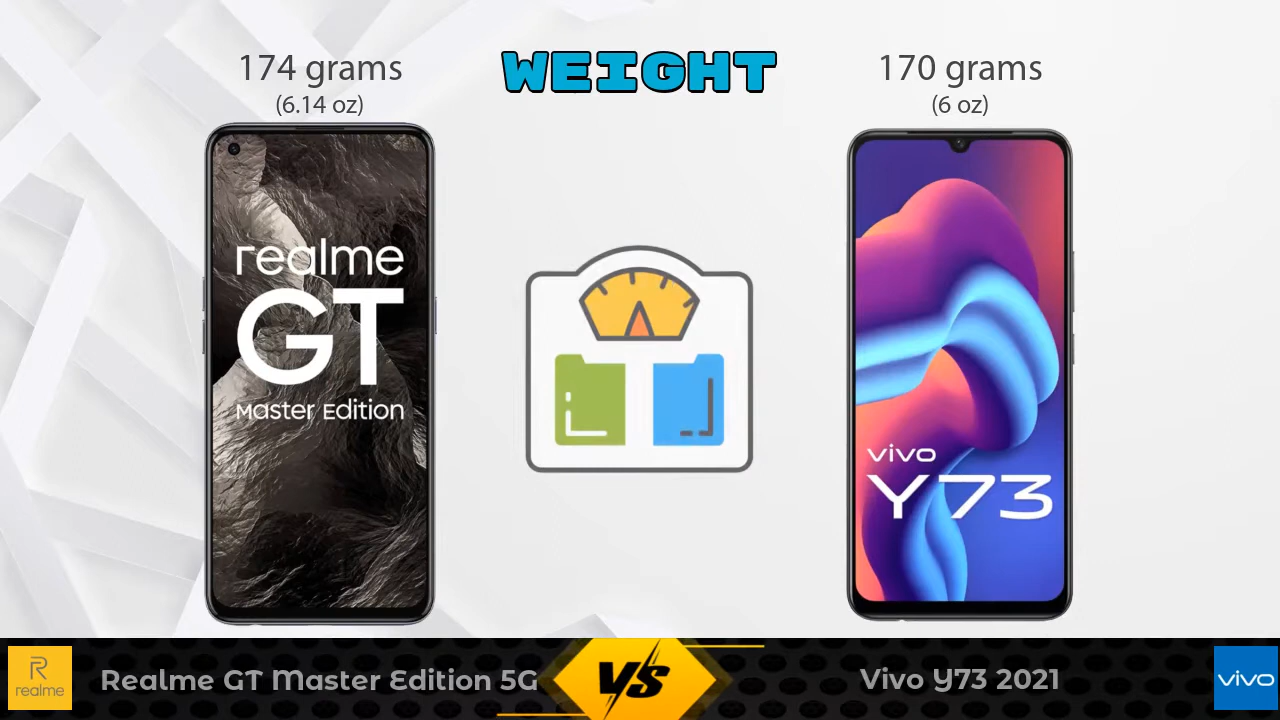 WEIGHT
174 grams
(6.14 oz)
170 grams
(6 oz)
realme
GT
Master Edition
vivo
Y73
R
realme
Realme GT Master Edition 5G
VS
Vivo Y73 2021
vivo